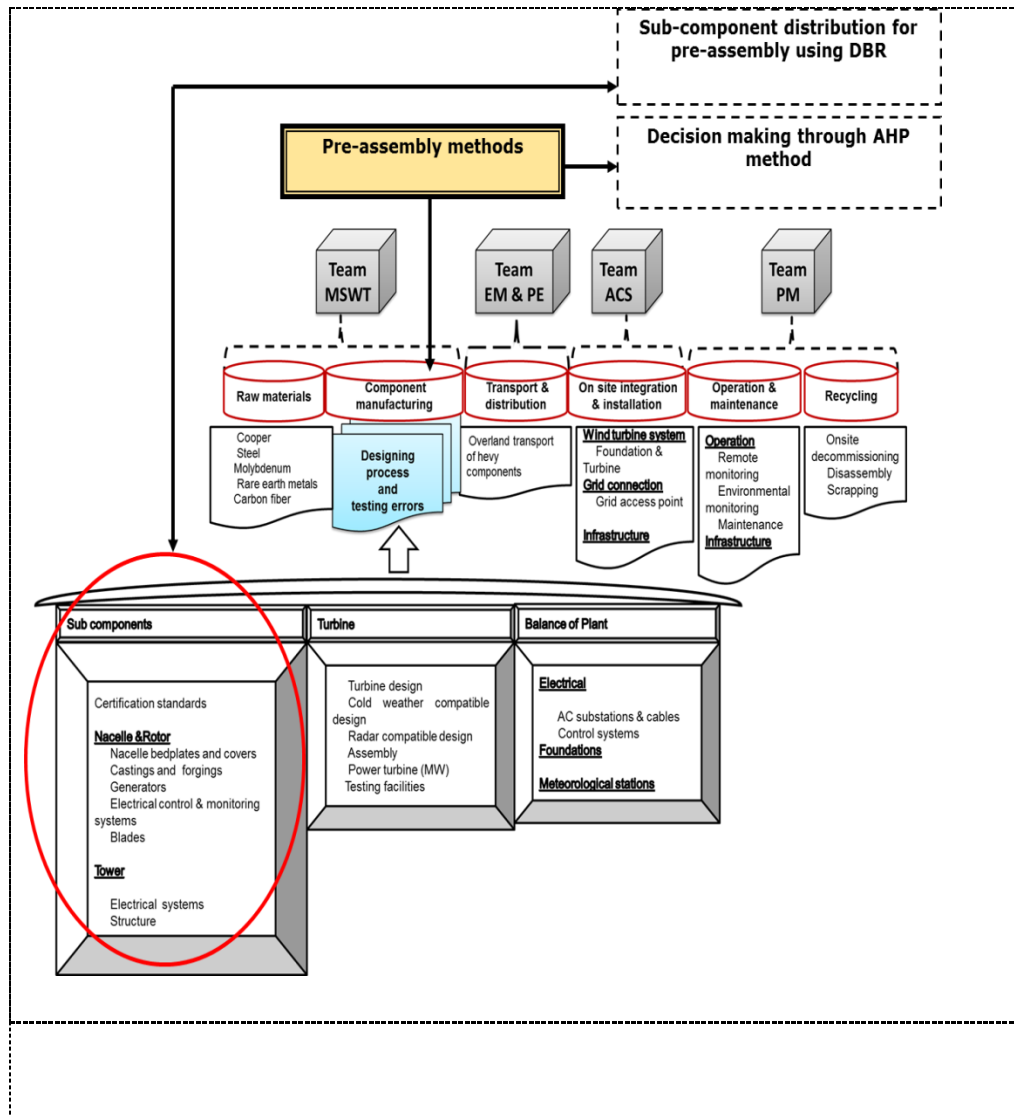 Sub-component distribution for
pre-assembly using DBR
Pre-assembly methods
Decision making through AHP
method
Team
MSWT
Team
EM & PE
Team
ACS
Team
PM
Raw materials
Component
manufacturing
Transport &
distribution
On site integration
& installation
Operation &
maintenance
Recycling
Cooper
Steel
Molybdenum
Rare earth metals
Carbon fiber
Designing
process
and
testing errors
Overland transport
of hevy
components
Wind turbine system
Foundation &
Turbine
Grid connection
Grid access point
Infrastructure
Operation
Remote
monitoring
Environmental
monitoring
Maintenance
Infrastructure
Onsite
decommissioning
Disassembly
Scrapping
Sub components
Certification standards
Nacelle &Rotor
Nacelle bedplates and covers
Castings and forgings
Generators
Electrical control & monitoring
systems
Blades
Tower
Electrical systems
Structure
Turbine
Turbine design
Cold weather compatible
design
Radar compatible design
Assembly
Power turbine (MW)
Testing facilities
Balance of Plant
Electrical
AC substations & cables
Control systems
Foundations
Meteorological stations